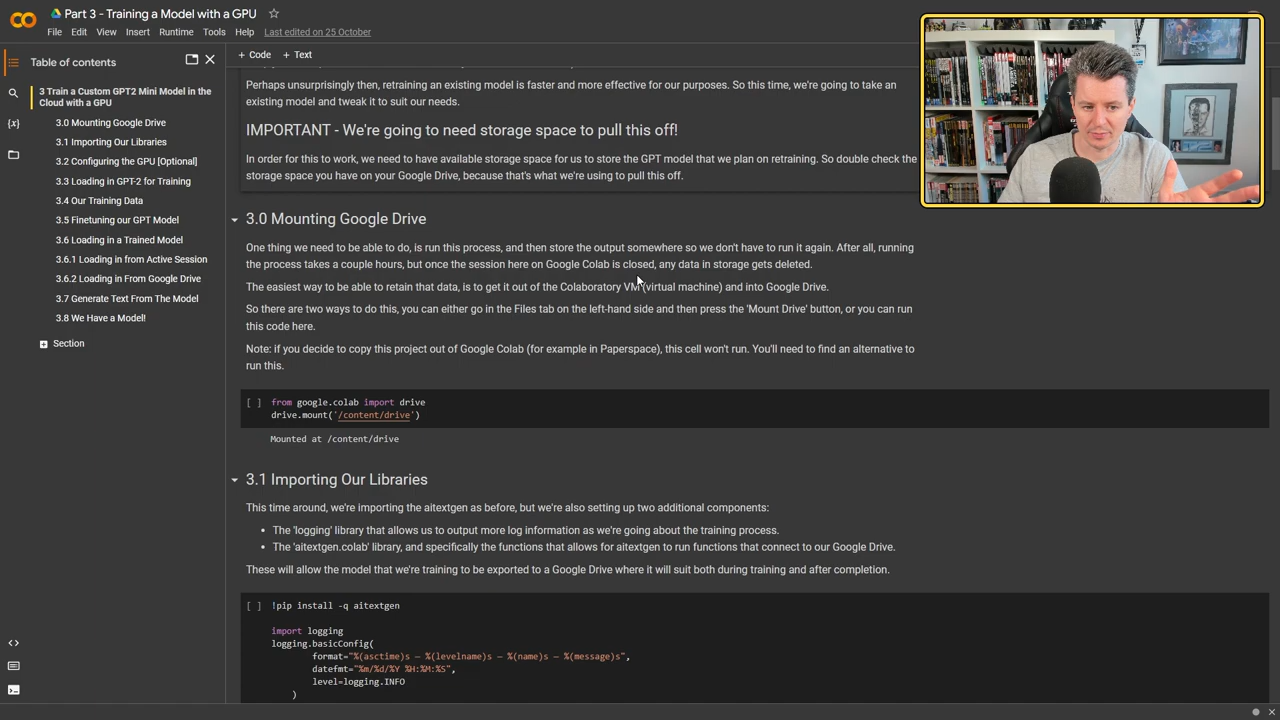 Part 3 - Training a Model with a GPU
File Edit View Insert Runtime Tools Help Last edited on 25 October
Table of contents
3 Train a Custom GPT2 Mini Model in the
Cloud with a GPU
3.0 Mounting Google Drive
3.1 Importing Our Libraries
3.2 Configuring the GPU [Optional]
3.3 Loading in GPT-2 for Training
3.4 Our Training Data
3.5 Finetuning our GPT Model
3.6 Loading in a Trained Model
3.6.1 Loading in from Active Session
3.6.2 Loading in From Google Drive
3.7 Generate Text From The Model
3.8 We Have a Model!
Section
+ Code + Text
Perhaps unsurprisingly then, retraining an existing model is faster and more effective for our purposes. So this time, we're going to take an
existing model and tweak it to suit our needs.
IMPORTANT - We're going to need storage space to pull this off!
In order for this to work, we need to have available storage space for us to store the GPT model that we plan on retraining. So double check the
storage space you have on your Google Drive, because that's what we're using to pull this off.
3.0 Mounting Google Drive
One thing we need to be able to do, is run this process, and then store the output somewhere so we don't have to run it again. After all, running
the process takes a couple hours, but once the session here on Google Colab is closed, any data in storage gets deleted.
The easiest way to be able to retain that data, is to get it out of the Colaboratory VM (virtual machine) and into Google Drive.
So there are two ways to do this, you can either go in the Files tab on the left-hand side and then press the 'Mount Drive' button, or you can run
this code here.
Note: if you decide to copy this project out of Google Colab (for example in Paperspace), this cell won't run. You'll need to find an alternative to
run this.
[ ] from google.colab import drive
drive.mount('/content/drive')
Mounted at /content/drive
3.1 Importing Our Libraries
This time around, we're importing the aitextgen as before, but we're also setting up two additional components:
• The 'logging' library that allows us to output more log information as we're going about the training process.
• The 'aitextgen.colab' library, and specifically the functions that allows for aitextgen to run functions that connect to our Google Drive.
These will allow the model that we're training to be exported to a Google Drive where it will suit both during training and after completion.
[ ] !pip install -q aitextgen
import logging
logging.basicConfig(
format="%(asctime)s — %(levelname)s — %(name)s — %(message)s",
datefmt="%m/%d/%Y %H:%M:%S",
level=logging.INFO
)